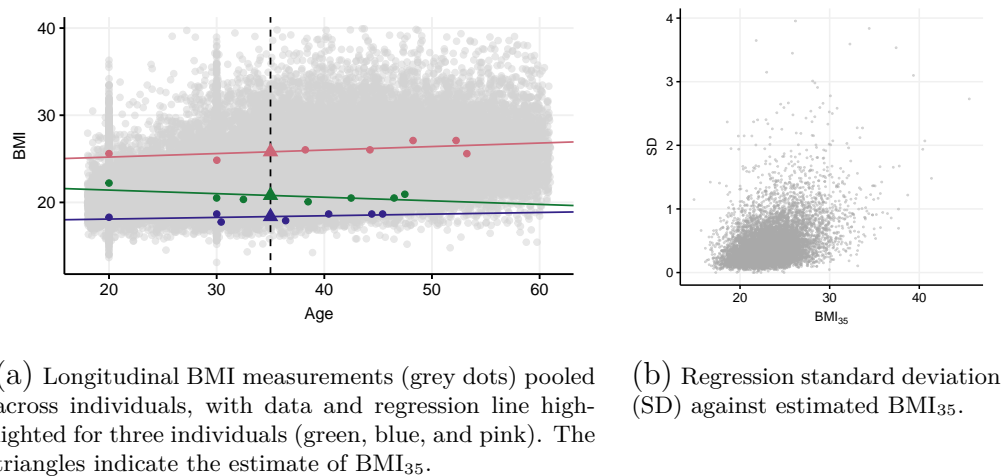 40
30
20
BMI
20
30
40
50
60
Age
4
3
2
1
0
SD
20
30
40
BMI₃₅
(a) Longitudinal BMI measurements (grey dots) pooled
across individuals, with data and regression line high-
lighted for three individuals (green, blue, and pink). The
triangles indicate the estimate of BMI₃₅.
(b) Regression standard deviation
(SD) against estimated BMI₃₅.